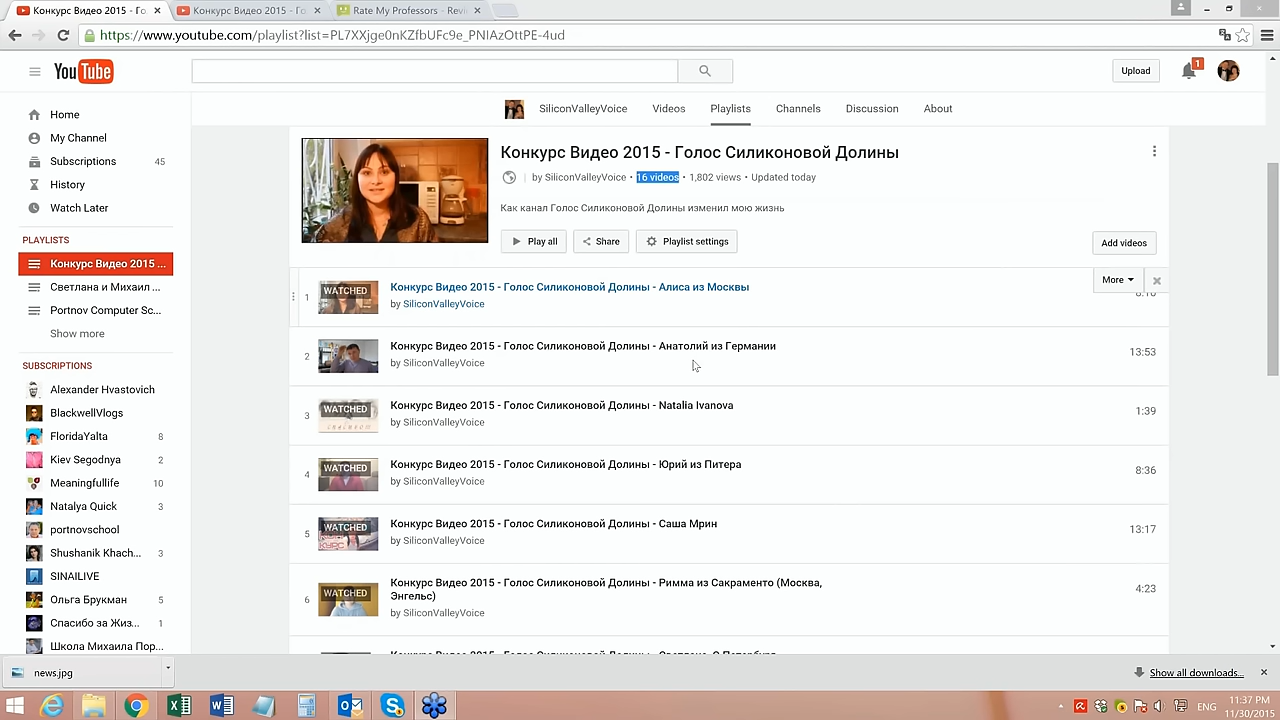 Конкурс Видео 2015 - Го
Конкурс Видео 2015 - Го
Rate My Professors - Revi
https://www.youtube.com/playlist?list=PL7XXjge0nKZfbUFc9e_PNIAzOttPE-4ud
YouTube
Upload
1
SiliconValleyVoice Videos Playlists Channels Discussion About
Home
My Channel
Subscriptions 45
History
Watch Later
PLAYLISTS
Конкурс Видео 2015 ...
Светлана и Михаил ...
Portnov Computer Sc...
Show more
SUBSCRIPTIONS
Alexander Hvastovich
BlackwellVlogs
FloridaYalta 8
Kiev Segodnya 2
Meaningfullife 10
Natalya Quick 3
portnovschool
Shushanik Khach... 3
SINAILIVE
Ольга Брукман 5
Спасибо за Жиз... 1
Школа Михаила Пор...
Конкурс Видео 2015 - Голос Силиконовой Долины
by SiliconValleyVoice • 16 videos • 1,802 views • Updated today
Как канал Голос Силиконовой Долины изменил мою жизнь
Play all Share Playlist settings Add videos
More
1 WATCHED Конкурс Видео 2015 - Голос Силиконовой Долины - Алиса из Москвы
by SiliconValleyVoice
2 Конкурс Видео 2015 - Голос Силиконовой Долины - Анатолий из Германии 13:53
by SiliconValleyVoice
3 WATCHED Конкурс Видео 2015 - Голос Силиконовой Долины - Natalia Ivanova 1:39
by SiliconValleyVoice
4 WATCHED Конкурс Видео 2015 - Голос Силиконовой Долины - Юрий из Питера 8:36
by SiliconValleyVoice
5 WATCHED Конкурс Видео 2015 - Голос Силиконовой Долины - Саша Мрин 13:17
by SiliconValleyVoice
6 WATCHED Конкурс Видео 2015 - Голос Силиконовой Долины - Римма из Сакраменто (Москва,
Энгельс) 4:23
by SiliconValleyVoice
news.jpg
Show all downloads...
ENG
11:37 PM
11/30/2015